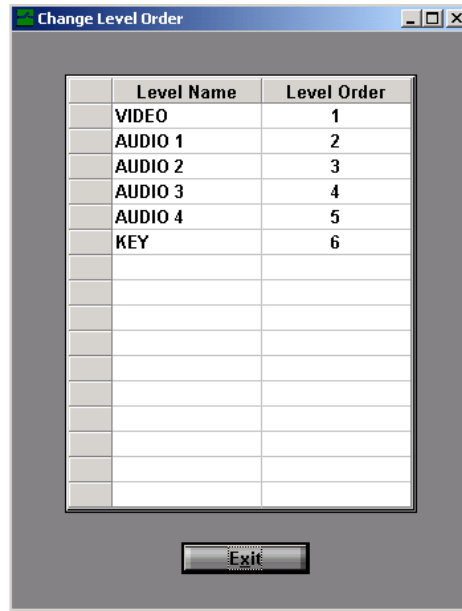 Change Level Order
Level Name Level Order
VIDEO 1
AUDIO 1 2
AUDIO 2 3
AUDIO 3 4
AUDIO 4 5
KEY 6
Exit